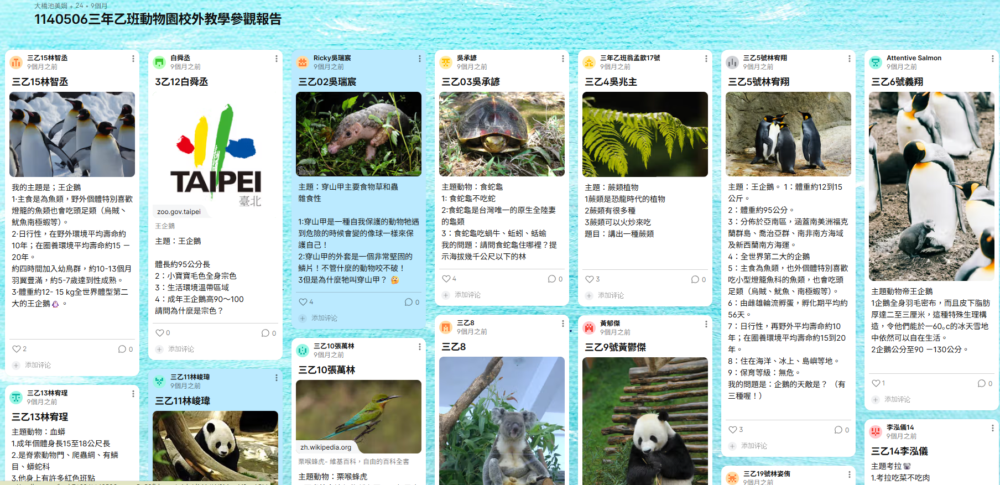 大橋池美娟 + 24 • 9個月
1140506三年乙班動物園校外教學參觀報告
三乙15林智丞
9個月之前
三乙15林智丞
我的主題是；王企鵝
1·主食是為魚類，野外個體特別喜歡
燈籠的魚類也會吃頭足類（烏賊、
魷魚南極蝦等）。
2·日行性，在野外環境平均壽命約
10年；在圈養環境平均壽命約15 －
20年。
約四時間加入幼鳥群，約10-13個月
羽翼豐滿，約5-7歲達到性成熟。
3·體重約12- 15 kg全世界體型第二
大的王企鵝🐧 。
2
0
添加评论
三乙13林宥珵
9個月之前
三乙13林宥珵
主題動物：血蟒
1.成年個體身長15至18公尺長
2.是脊索動物門、爬蟲綱、有鱗
目、蟒蛇科
3.他身上有許多紅色班點
白舜丞
9個月之前
3乙12白舜丞
TAIPEI
臺北
zoo.gov.taipei
王企鵝
主題：王企鵝
體長約95公分長
2：小寶寶毛色全身宗色
3：生活環境溫帶區域
4：成年王企鵝高90～100
請問為什麼是宗色？
0
0
添加评论
三乙11林峻瑋
9個月之前
三乙11林峻瑋
Ricky吳瑞宸
9個月之前
三乙02吳瑞宸
主題：穿山甲主要食物草和蟲
雜食性
1:穿山甲是一種自我保護的動物牠遇
到危險的時候會變的像球一樣來保
護自己！
2:穿山甲的外套是一個非常堅固的
鱗片！不管什麼的動物咬不破！
3但是為什麼牠叫穿山甲？ 🤔
4
0
添加评论
三乙10張萬林
9個月之前
三乙10張萬林
zh.wikipedia.org
栗喉蜂虎- 維基百科，自由的百科全書
主題動物：栗喉蜂虎
吳承諺
9個月之前
三乙03吳承諺
主題動物：食蛇龜
1: 食蛇龜不吃蛇
2:食蛇龜是台灣唯一的原生全陸妻
的龜類
3：食蛇龜吃蝸牛、蚯蚓、蛞蝓
我的問題：請問食蛇龜住哪裡？提
示海拔幾千公尺以下的林
4
0
添加评论
三乙8
9個月之前
三乙8
三年乙班翁孟歆17號
9個月之前
三乙4吳兆主
主題：蕨類植物
1蕨類是恐龍時代的植物
2蕨類有很多種
3蕨類可以火炒來吃
題目：講出一種蕨類
3
0
添加评论
黃郁傑
9個月之前
三乙9號黃鬱傑
三乙5號林宥翔
9個月之前
三乙5號林宥翔
主題：王企鵝。 1：體重約12到15
公斤。
2：體重約95公分。
3：分佈於亞南區，涵蓋南美洲福克
蘭群島、喬治亞群、南非南方海域
及新西蘭南方海運。
4：全世界第二大的企鵝
5：主食為魚類，也外個體特別喜歡
吃小型燈籠魚科的魚類，也會吃頭
足類（烏賊、魷魚、南極蝦等）。
6：由雌雄輪流孵蛋，孵化期平均約
56天。
7：日行性，再野外平均壽命約10
年；在圈養環境平均壽命約15到20
年。
8：住在海洋、冰上、島嶼等地。
9：保育等級：無危。
我的問題是：企鵝的天敵是？ （有
三種喔！）
3
0
添加评论
三乙19號林姿侑
9個月之前
Attentive Salmon
9個月之前
三乙6號義翔
主題動物帝王企鵝
1企鵝全身羽毛密布，而且皮下脂肪
厚達二至三厘米，這種特殊生理構
造，令他們能於一60。c的冰天雪地
中依然可以自在生活。
2企鵝公分至90 －130公分。
1
0
添加评论
李泓儀14
9個月之前
三乙14李泓儀
主題考拉🐨
1.考拉吃菜不吃肉